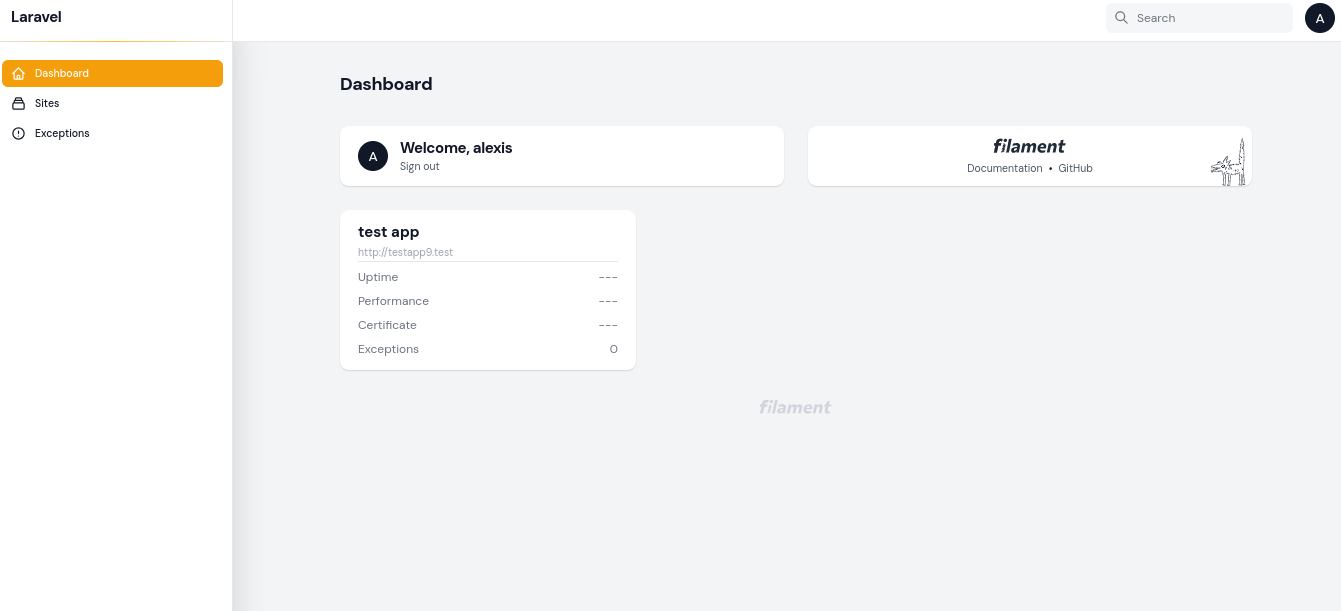 Laravel
Search
A
Dashboard
Sites
Exceptions
Dashboard
A
Welcome, alexis
Sign out
filament
Documentation • GitHub
test app
http://testapp9.test
Uptime ---
Performance ---
Certificate ---
Exceptions 0
filament